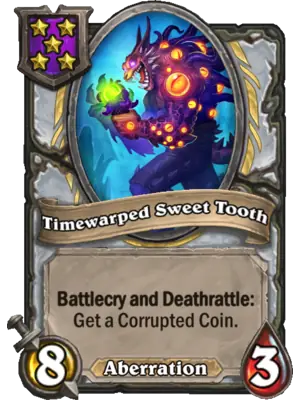 Timewarped Sweet Tooth
Battlecry and Deathrattle:
Get a Corrupted Coin.
8
Aberration
3